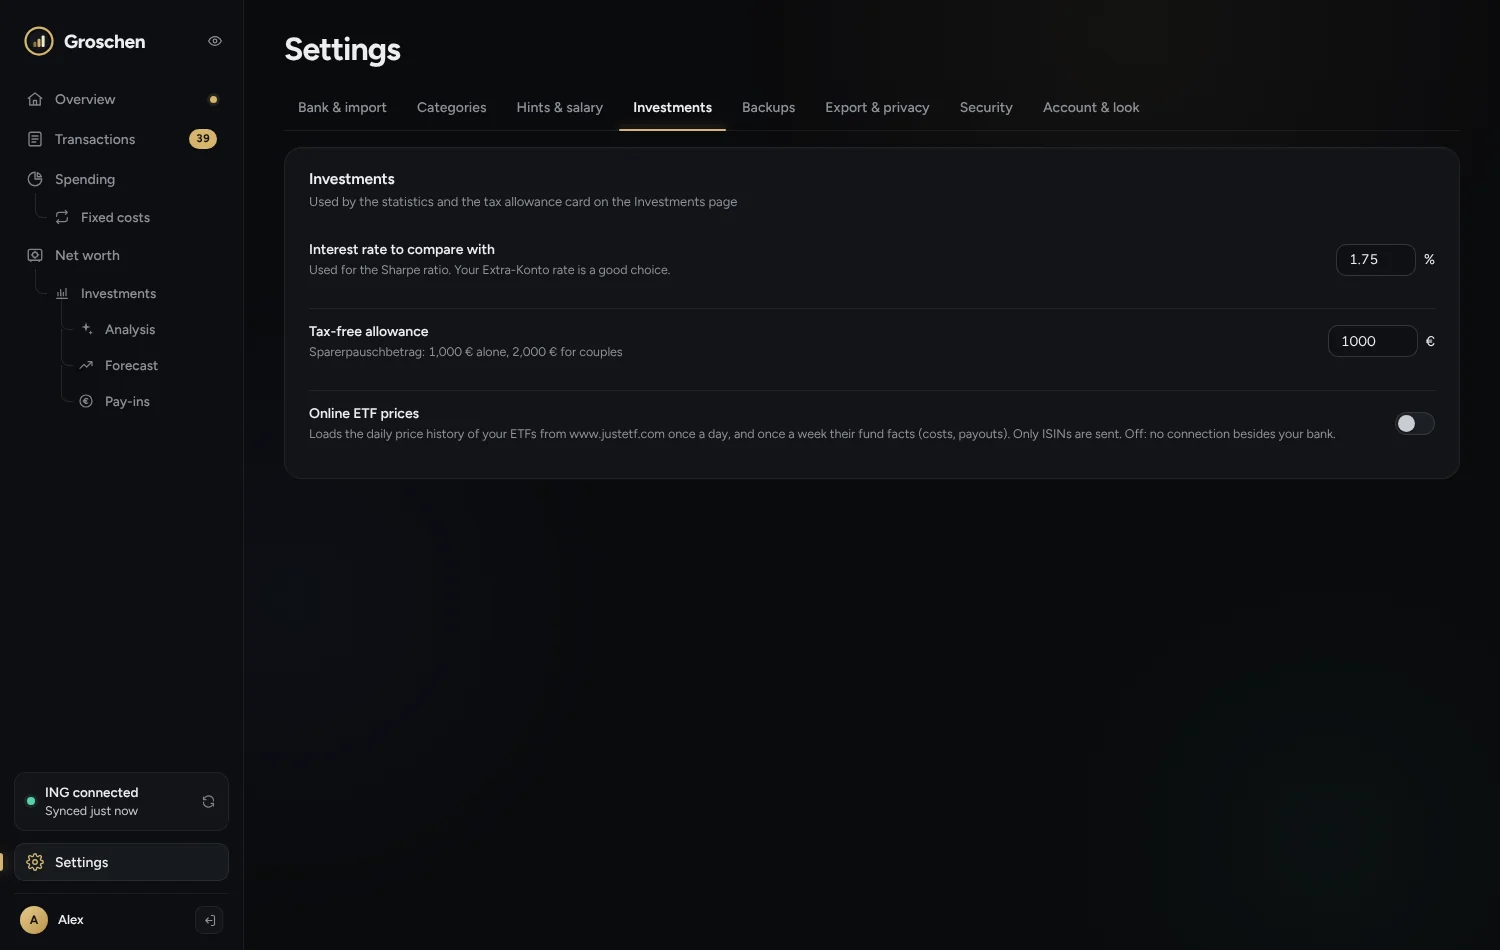 Groschen
Overview
Transactions 39
Spending
Fixed costs
Net worth
Investments
Analysis
Forecast
Pay-ins
ING connected
Synced just now
Settings
A Alex
Settings
Bank & import Categories Hints & salary Investments Backups Export & privacy Security Account & look
Investments
Used by the statistics and the tax allowance card on the Investments page
Interest rate to compare with
Used for the Sharpe ratio. Your Extra-Konto rate is a good choice.
1.75 %
Tax-free allowance
Sparerpauschbetrag: 1,000 € alone, 2,000 € for couples
1000 €
Online ETF prices
Loads the daily price history of your ETFs from www.justetf.com once a day, and once a week their fund facts (costs, payouts). Only ISINs are sent. Off: no connection besides your bank.